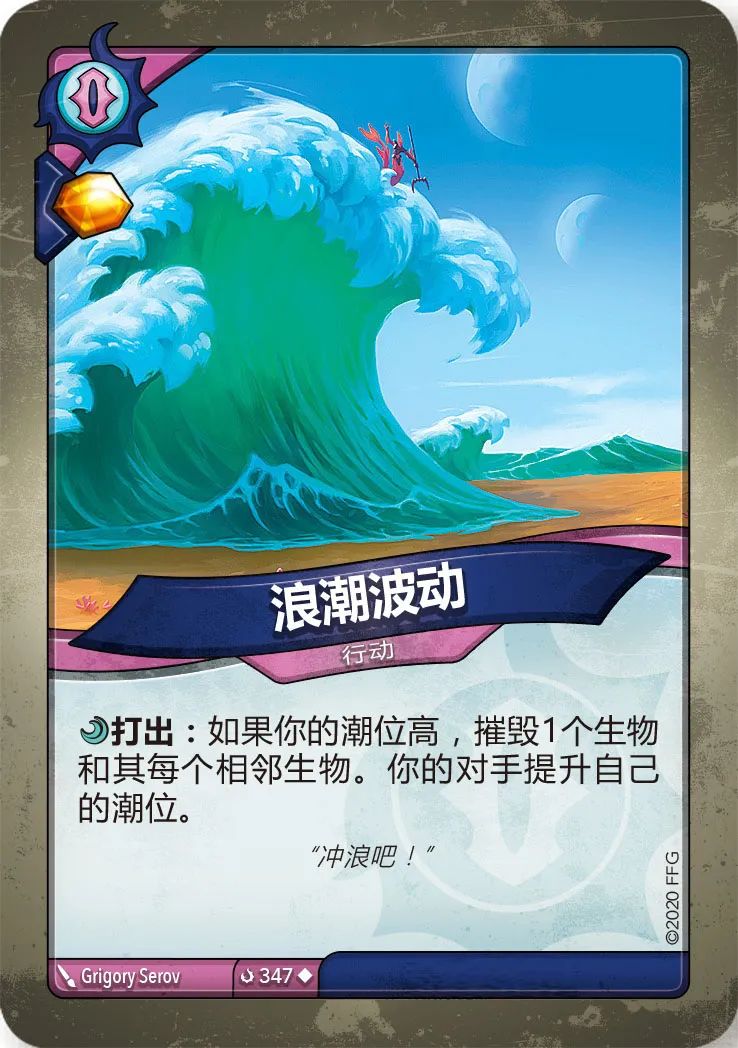 浪潮波动
行动
打出：如果你的潮位高，摧毁1个生物
和其每个相邻生物。你的对手提升自己
的潮位。
“冲浪吧！”
©2020 FFG
Grigory Serov
347